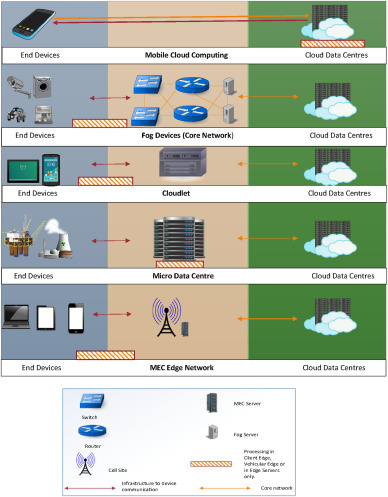 End Devices Mobile Cloud Computing Cloud Data Centres
End Devices Fog Devices (Core Network) Cloud Data Centres
End Devices Cloudlet Cloud Data Centres
End Devices Micro Data Centre Cloud Data Centres
End Devices MEC Edge Network Cloud Data Centres
Switch
MEC Server
Router
Fog Server
Cell Site
Processing in
Client Edge,
Vehicular Edge or
in Edge Servers
only.
Infrastructure to device
communication
Core network